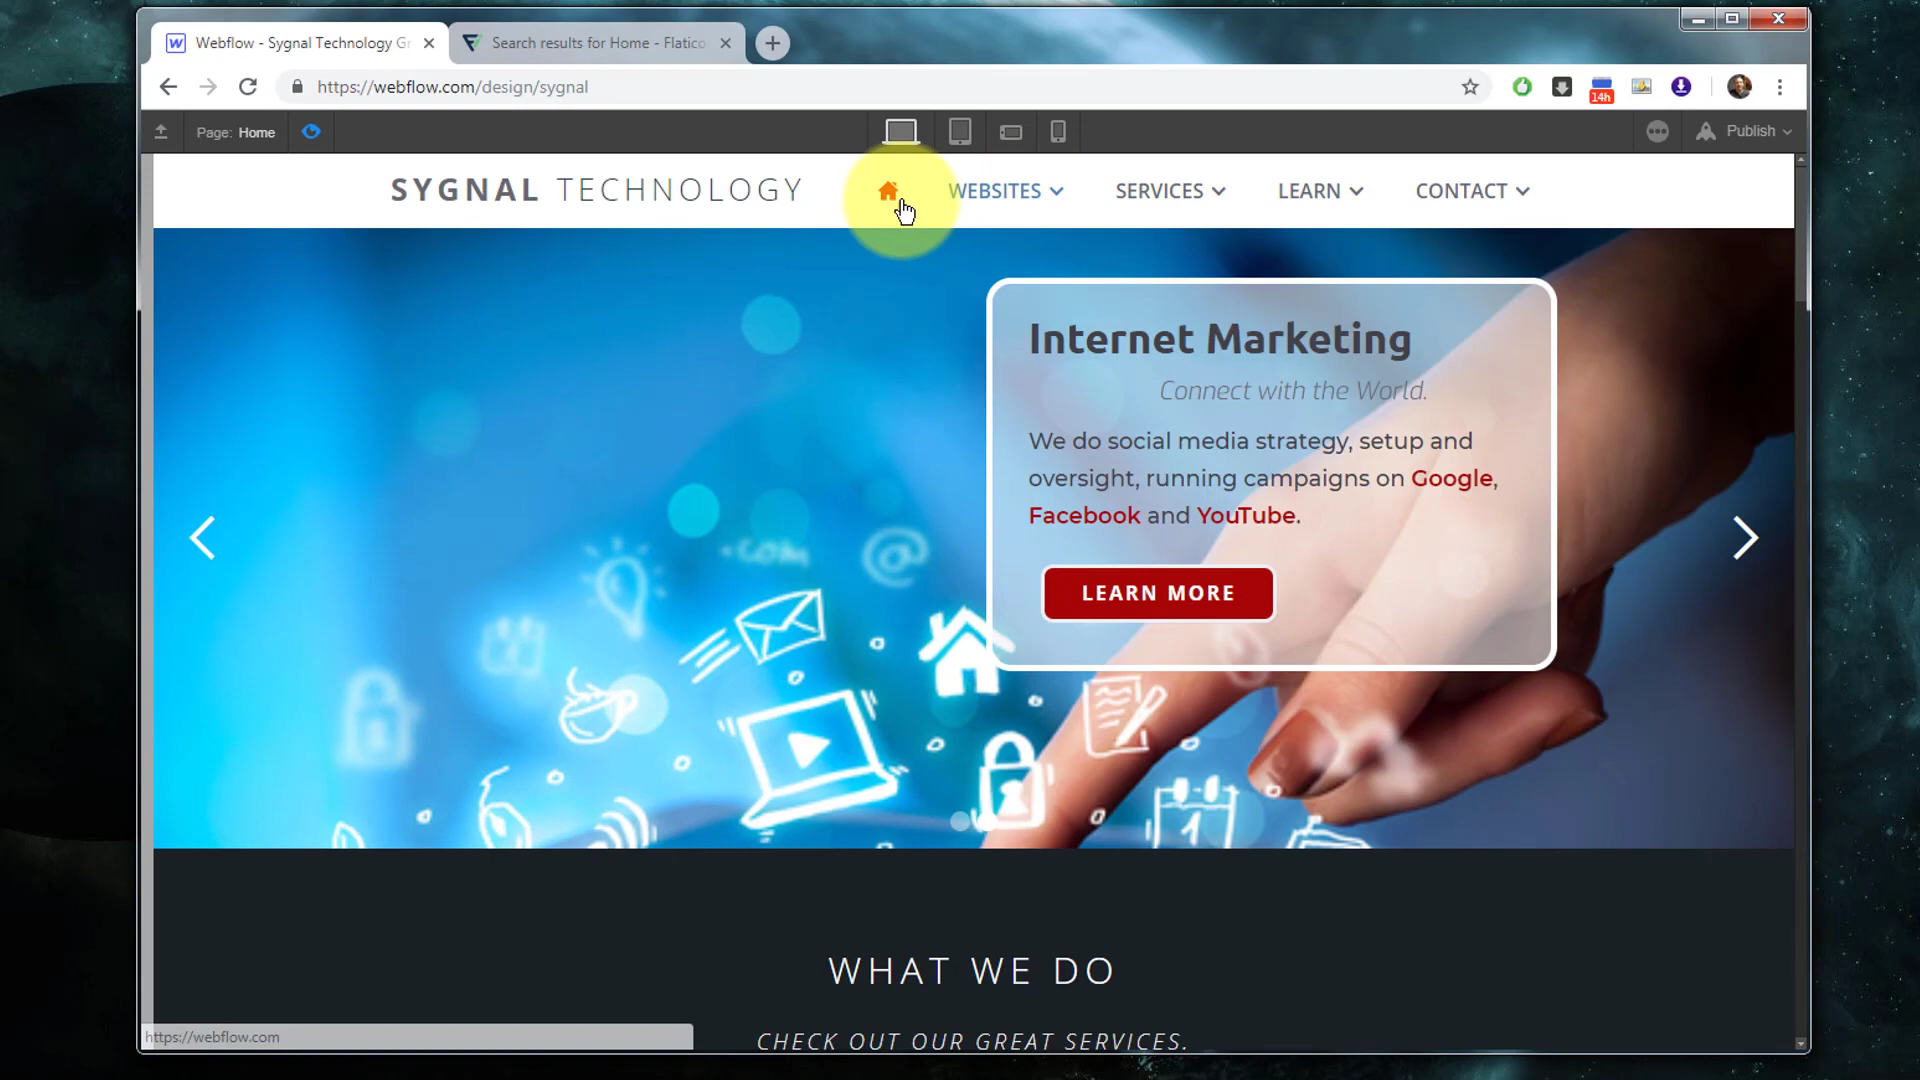 Webflow - Sygnal Technology Gr
Search results for Home - Flatico
https://webflow.com/design/sygnal
14h
Page: Home
Publish
SYGNAL TECHNOLOGY
WEBSITES
SERVICES
LEARN
CONTACT
Internet Marketing
Connect with the World.
We do social media strategy, setup and
oversight, running campaigns on Google,
Facebook and YouTube.
LEARN MORE
.com
@
1
WHAT WE DO
CHECK OUT OUR GREAT SERVICES.
https://webflow.com